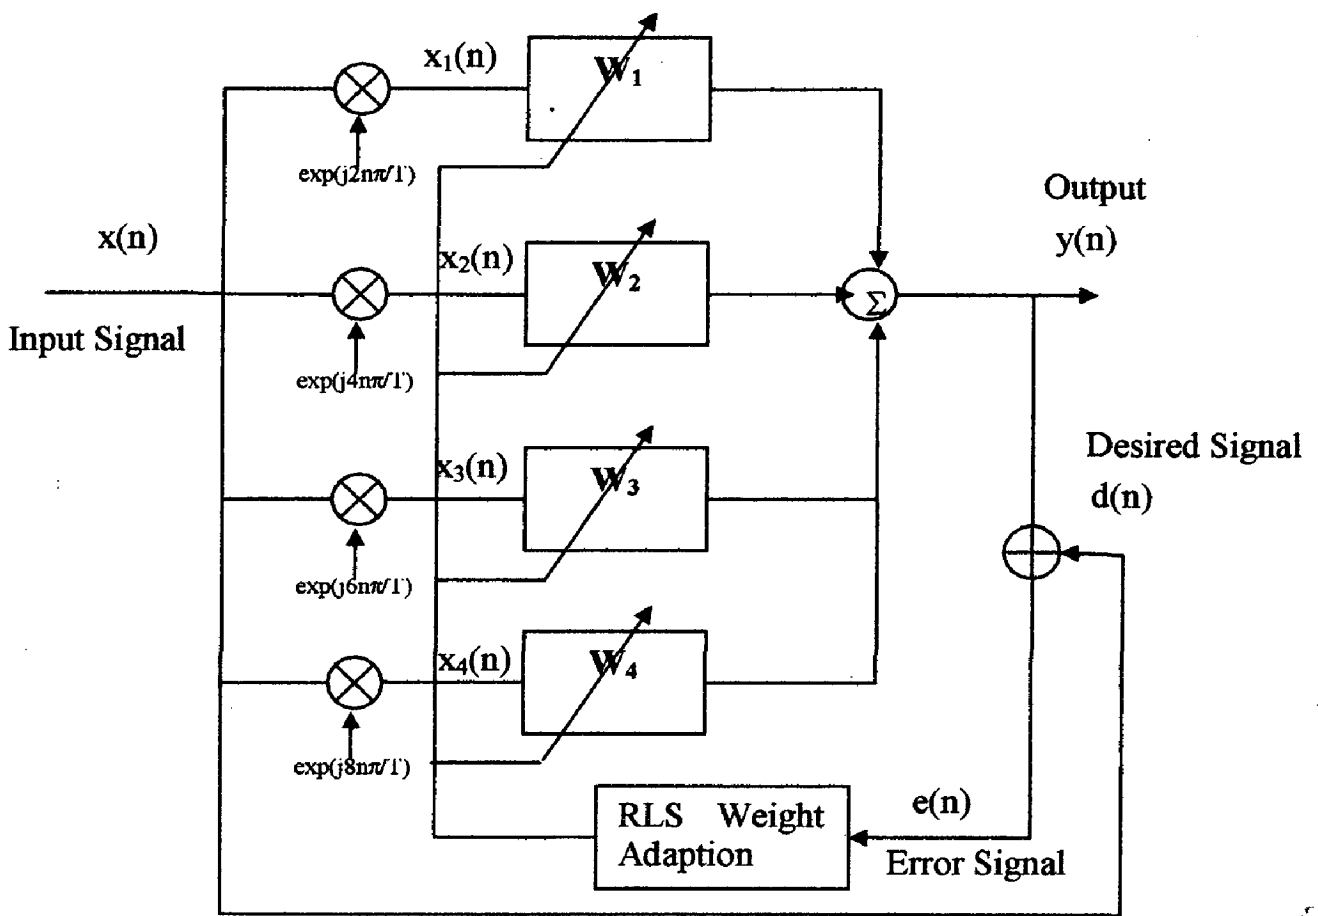 x₁(n)
W₁
exp(j2nπ/T)
Output
y(n)
x(n)
x₂(n)
W₂
Σ
Input Signal
exp(j4nπ/T)
Desired Signal
d(n)
x₃(n)
W₃
exp(j6nπ/T)
x₄(n)
W₄
exp(j8nπ/T)
RLS Weight
Adaption
e(n)
Error Signal